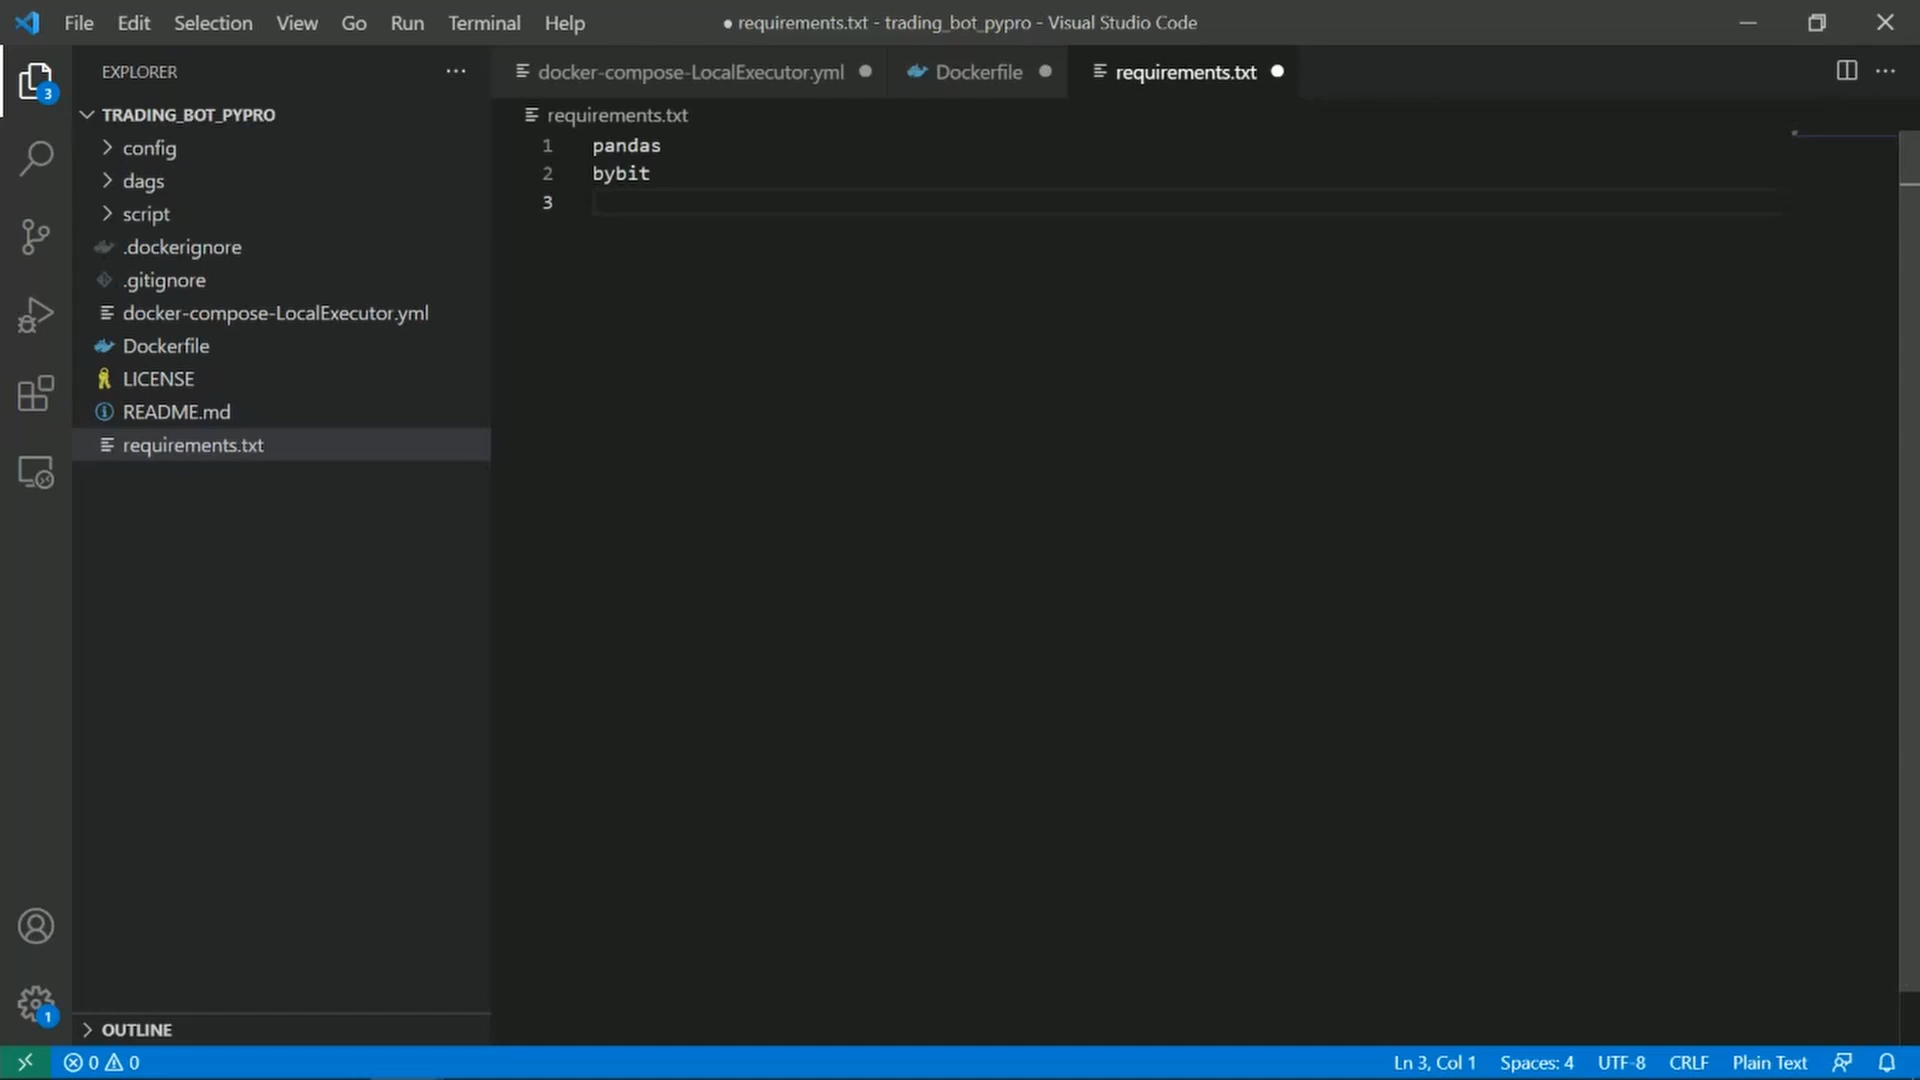 File Edit Selection View Go Run Terminal Help
● requirements.txt - trading_bot_pypro - Visual Studio Code
EXPLORER
docker-compose-LocalExecutor.yml
Dockerfile
requirements.txt
3
TRADING_BOT_PYPRO
config
dags
script
.dockerignore
.gitignore
docker-compose-LocalExecutor.yml
Dockerfile
LICENSE
README.md
requirements.txt
requirements.txt
1 pandas
2 bybit
3
1
OUTLINE
0 0
Ln 3, Col 1 Spaces: 4 UTF-8 CRLF Plain Text